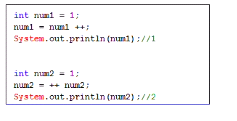 int num1 = 1;
num1 = num1 ++;
System.out.println(num1);//1
int num2 = 1;
num2 = ++ num2;
System.out.println(num2);//2